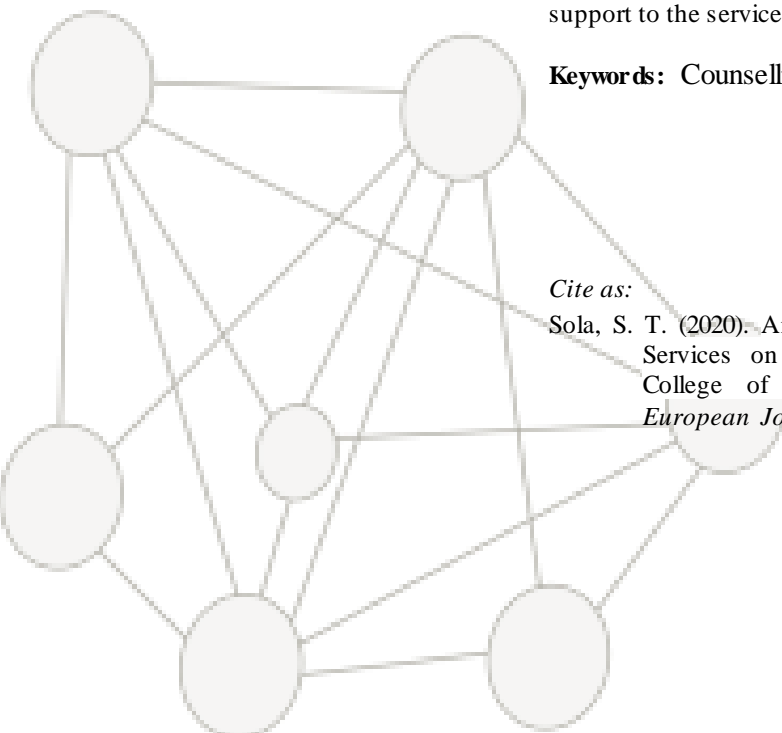 support to the service
Keywords: Counsell
Cite as:
Sola, S. T. (2020). A
Services on
College of
European Jo